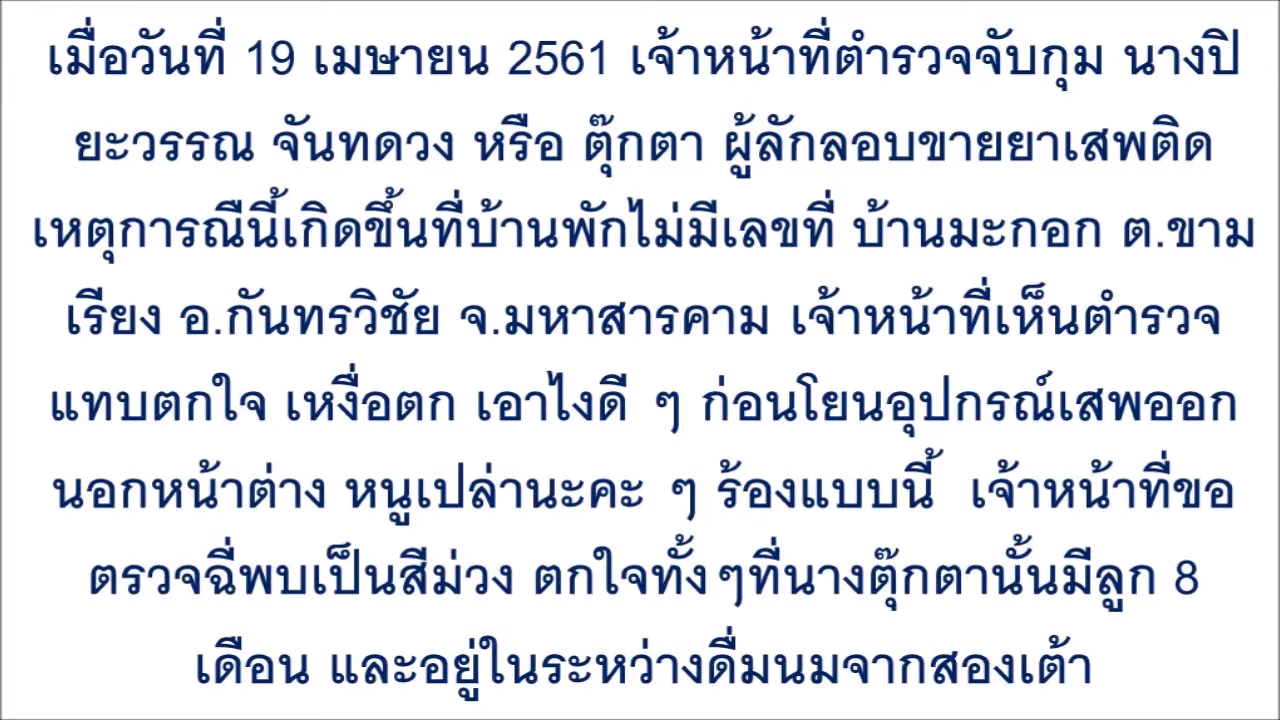 เมื่อวันที่ 19 เมษายน 2561 เจ้าหน้าที่ตำรวจจับกุม นางปิ
ยะวรรณ จันทดวง หรือ ตุ๊กตา ผู้ลักลอบขายยาเสพติด
เหตุการณืนี้เกิดขึ้นที่บ้านพักไม่มีเลขที่ บ้านมะกอก ต.ขาม
เรียง อ.กันทรวิชัย จ.มหาสารคาม เจ้าหน้าที่เห็นตำรวจ
แทบตกใจ เหงื่อตก เอาไงดี ๆ ก่อนโยนอุปกรณ์เสพออก
นอกหน้าต่าง หนูเปล่านะคะ ๆ ร้องแบบนี้ เจ้าหน้าที่ขอ
ตรวจฉี่พบเป็นสีม่วง ตกใจทั้งๆที่นางตุ๊กตานั้นมีลูก 8
เดือน และอยู่ในระหว่างดื่มนมจากสองเต้า